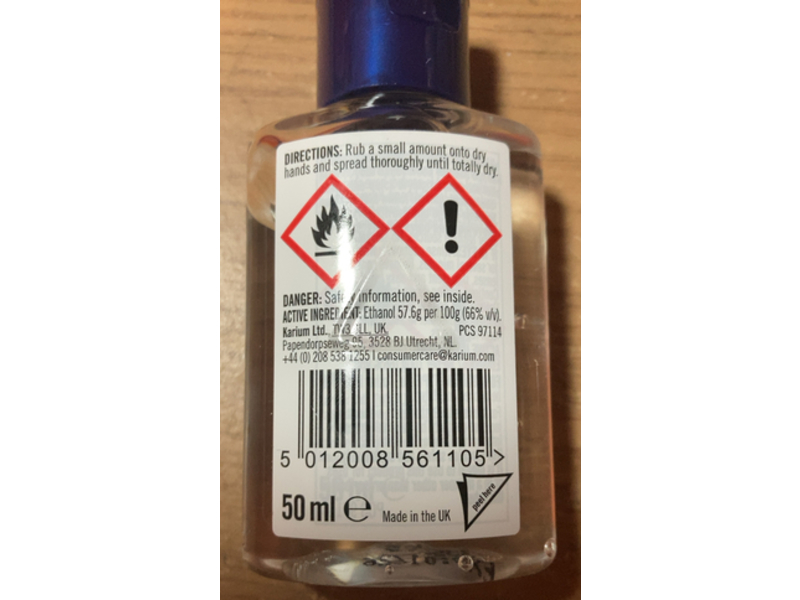 DIRECTIONS: Rub a small amount onto dry
hands and spread thoroughly until totally dry.
DANGER: Safety information, see inside.
ACTIVE INGREDIENT: Ethanol 57.6g per 100g (66% v/v).
Karium Ltd., UK. PCS 97114
Papendorpseweg 95, 3528 BJ Utrecht, NL.
+44 (0) 208 538 1255 | consumercare@karium.com
5 012008 561105 >
50 ml ℮ Made in the UK
peel here